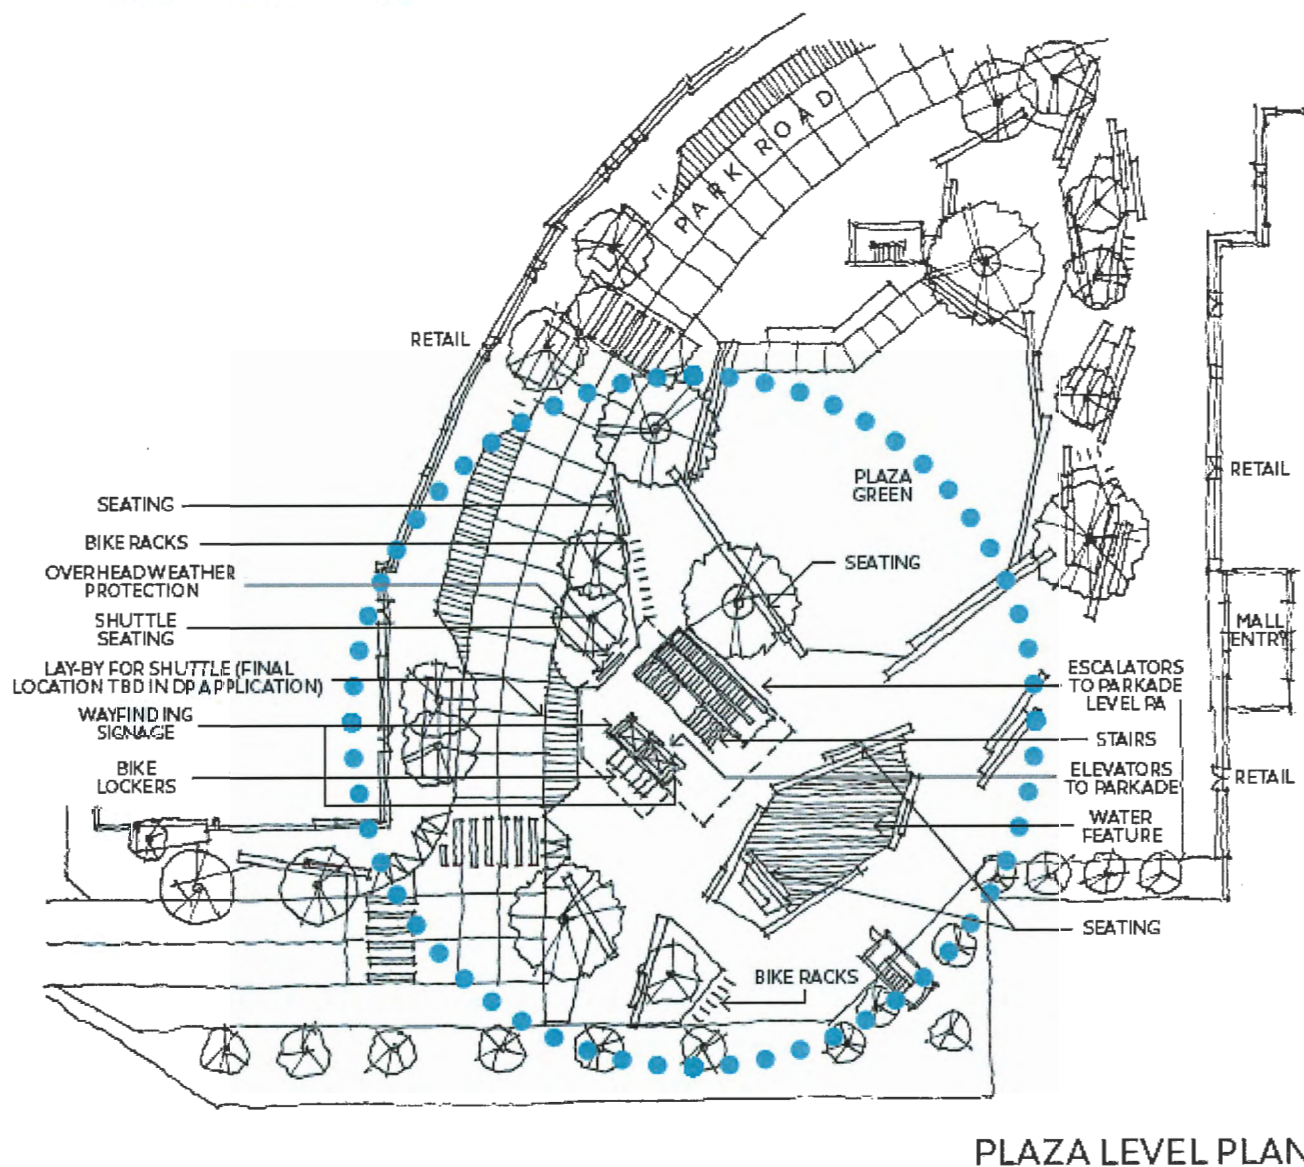 PARK ROAD
RETAIL
PLAZA
GREEN
RETAIL
SEATING
BIKE RACKS
OVERHEAD WEATHER
PROTECTION
SEATING
SHUTTLE
SEATING
MALL
ENTRY
LAY-BY FOR SHUTTLE (FINAL
LOCATION TBD IN DP APPLICATION)
ESCALATORS
TO PARKADE
LEVEL PA
WAYFINDING
SIGNAGE
STAIRS
BIKE
LOCKERS
ELEVATORS
TO PARKADE
RETAIL
WATER
FEATURE
SEATING
BIKE RACKS
PLAZA LEVEL PLAN